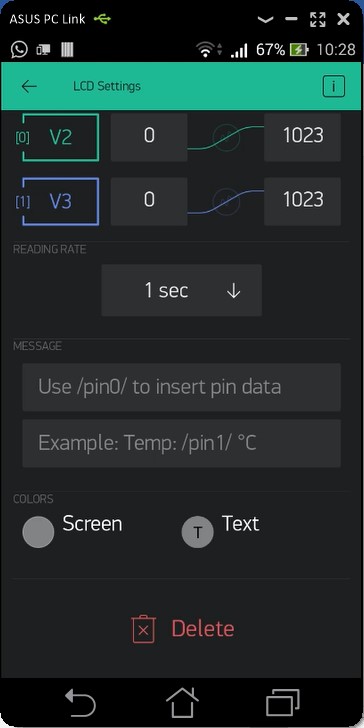 ASUS PC Link
67% 10:28
LCD Settings i
[0] V2 0 1023
[1] V3 0 1023
READING RATE
1 sec
MESSAGE
Use /pin0/ to insert pin data
Example: Temp: /pin1/ °C
COLORS
Screen T Text
Delete